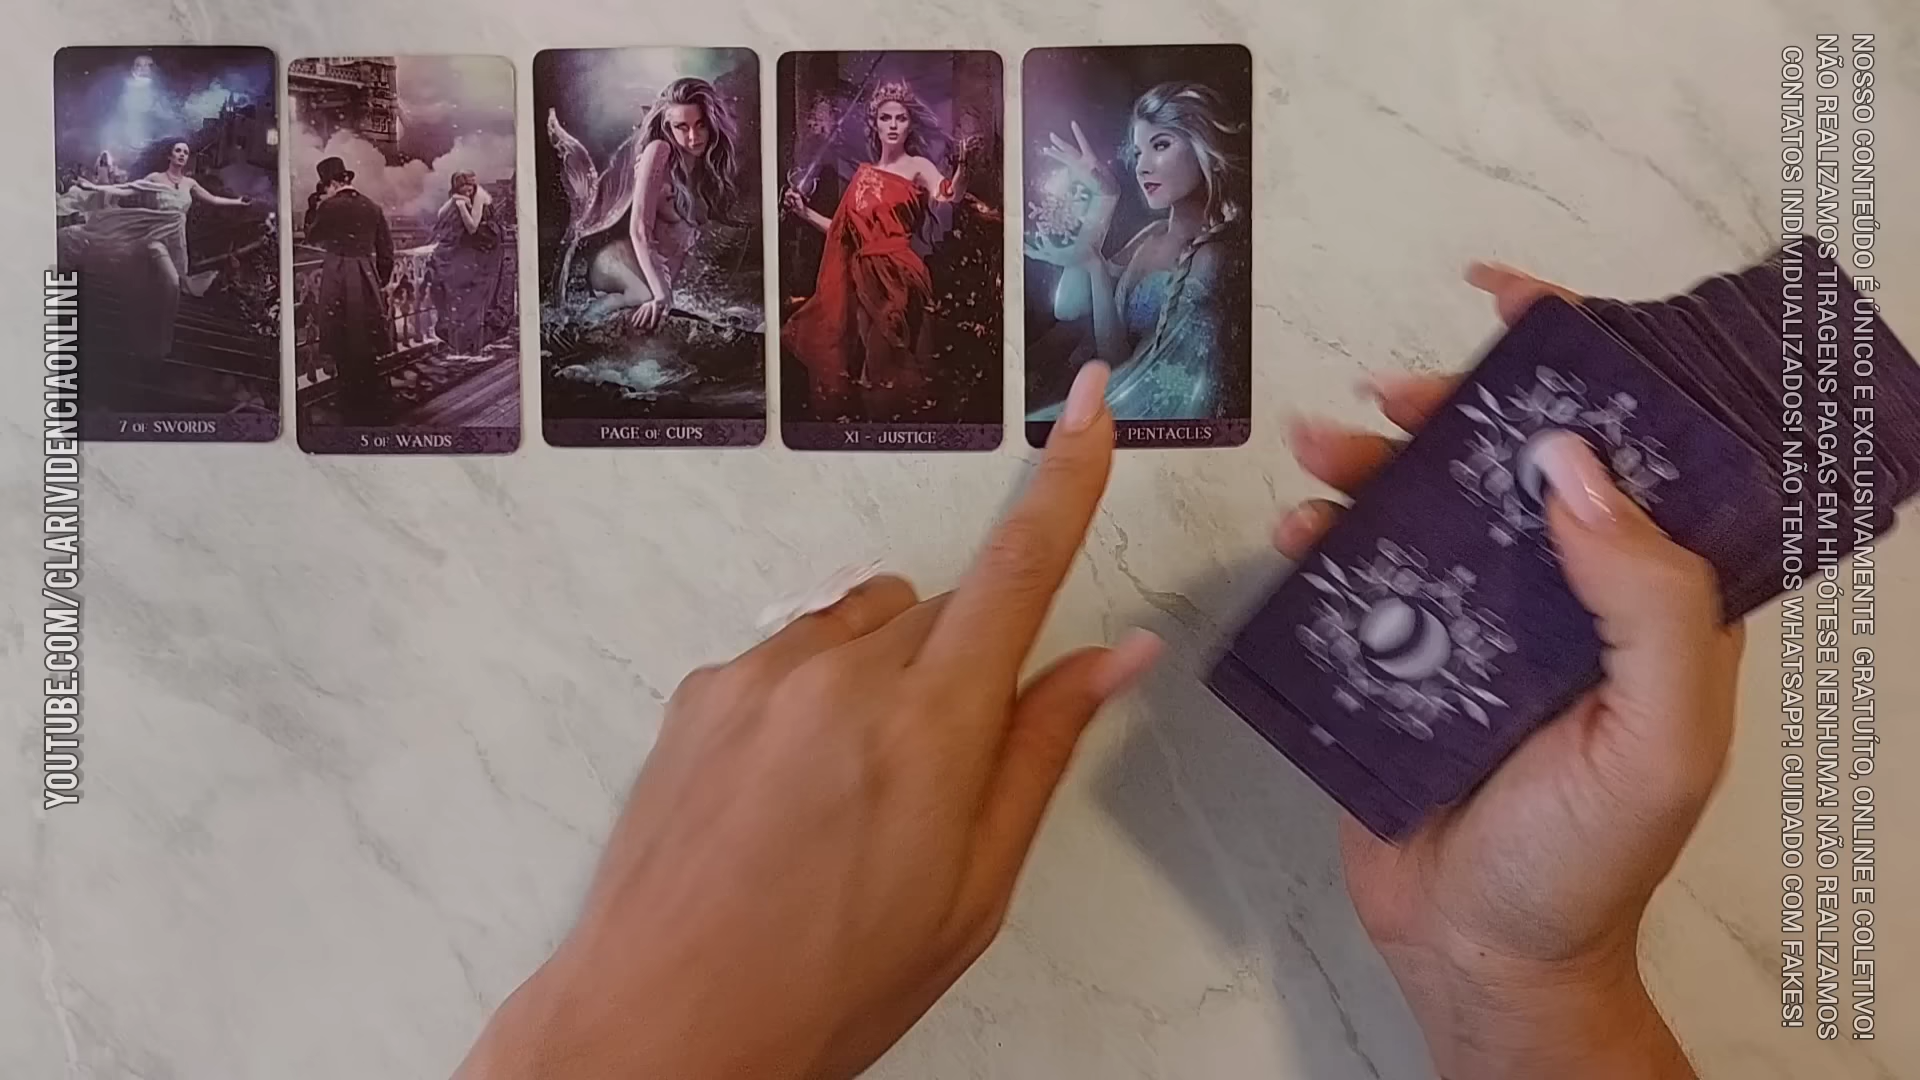 YOUTUBE.COM/CLARIVIDENCIAONLINE
7 OF SWORDS
5 OF WANDS
PAGE OF CUPS
XI - JUSTICE
OF PENTACLES
NOSSO CONTEÚDO É ÚNICO E EXCLUSIVAMENTE GRATUÍTO, ONLINE E COLETIVO!
NÃO REALIZAMOS TIRAGENS PAGAS EM HIPÓTESE NENHUMA! NÃO REALIZAMOS
CONTATOS INDIVIDUALIZADOS! NÃO TEMOS WHATSAPP! CUIDADO COM FAKES!